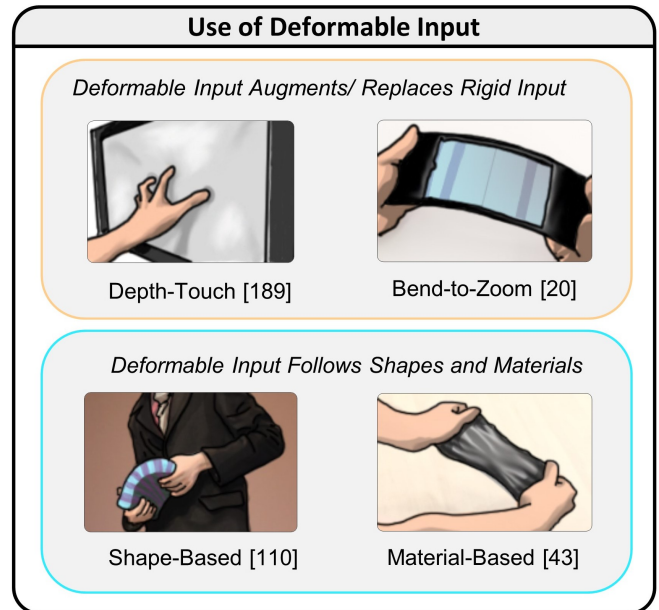 Use of Deformable Input
Deformable Input Augments/ Replaces Rigid Input
Depth-Touch [189]
Bend-to-Zoom [20]
Deformable Input Follows Shapes and Materials
Shape-Based [110]
Material-Based [43]